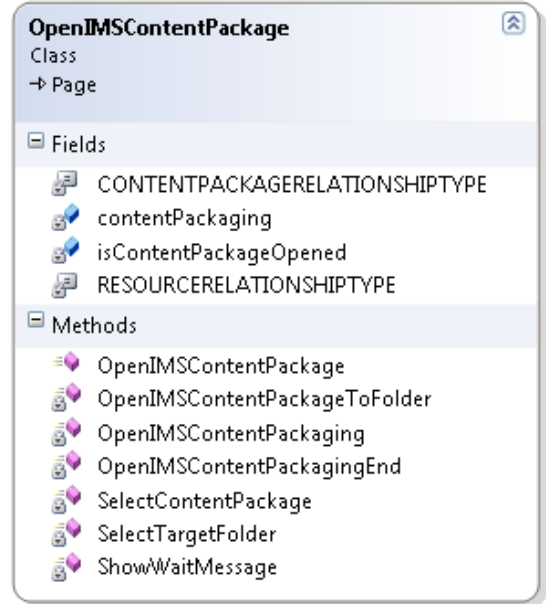 OpenIMSContentPackage
Class
Page
Fields
CONTENTPACKAGERELATIONSHIPTYPE
contentPackaging
isContentPackageOpened
RESOURCERELATIONSHIPTYPE
Methods
OpenIMSContentPackage
OpenIMSContentPackageToFolder
OpenIMSContentPackaging
OpenIMSContentPackagingEnd
SelectContentPackage
SelectTargetFolder
ShowWaitMessage